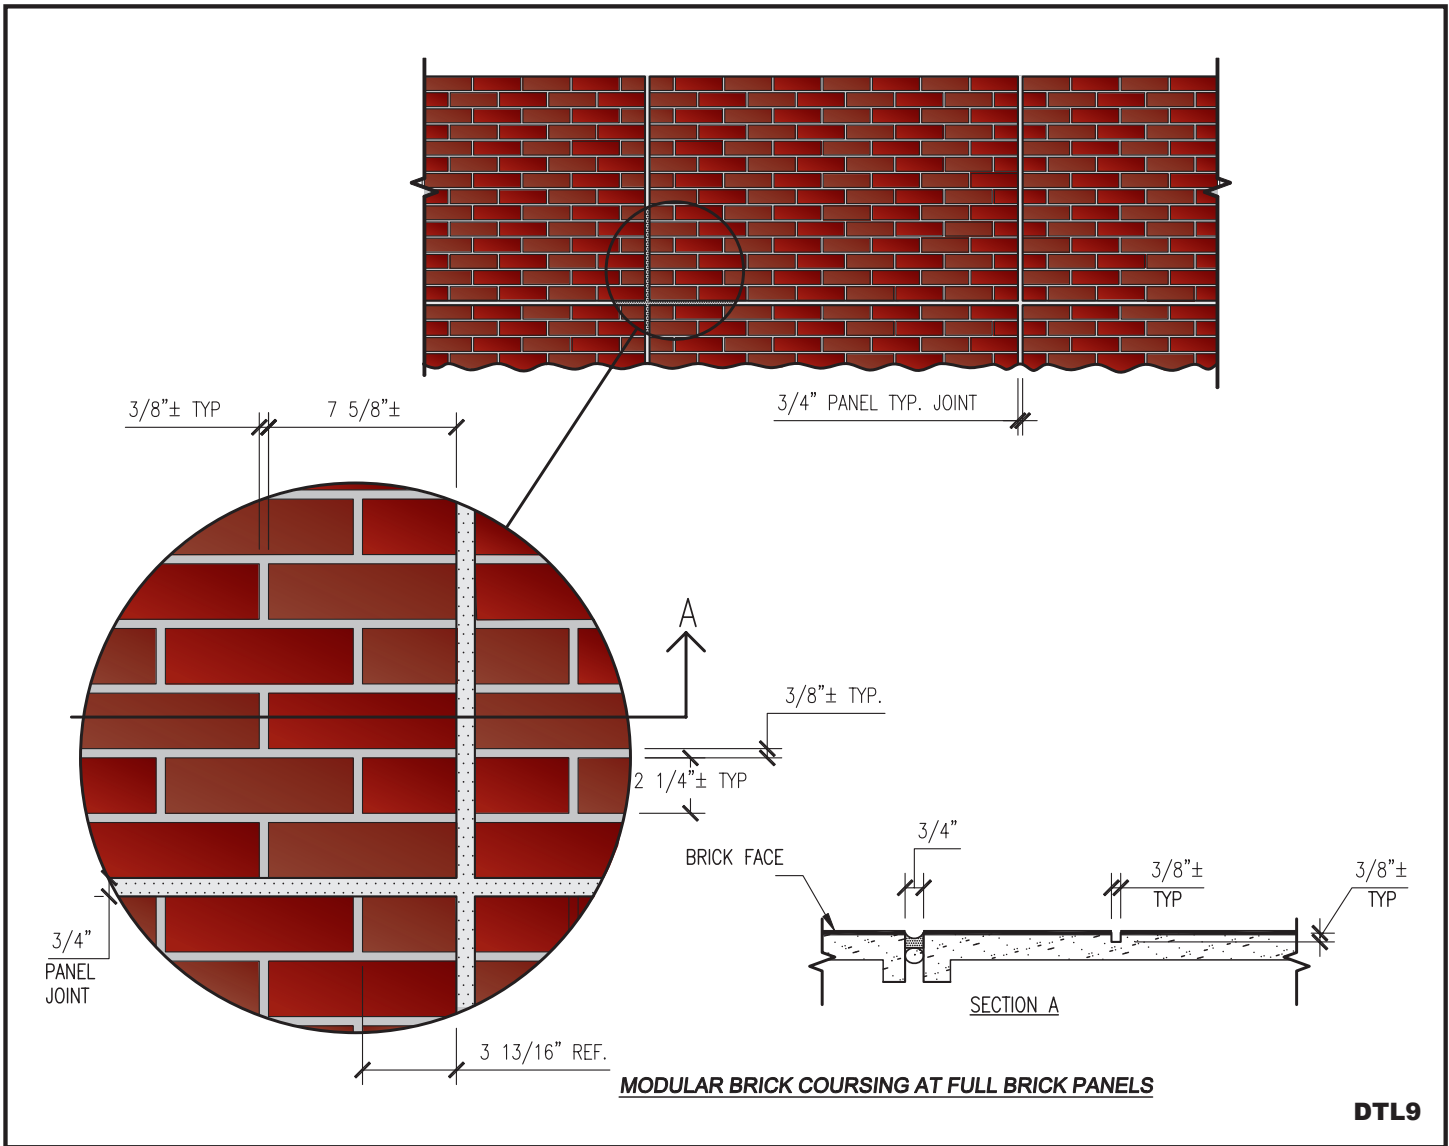 3/4” PANEL TYP. JOINT
3/8”± TYP
7 5/8”±
A
3/8”± TYP.
2 1/4”± TYP
3/4”
PANEL
JOINT
3 13/16” REF.
BRICK FACE
3/4”
3/8”±
TYP
3/8”±
TYP
SECTION A
MODULAR BRICK COURSING AT FULL BRICK PANELS
DTL9